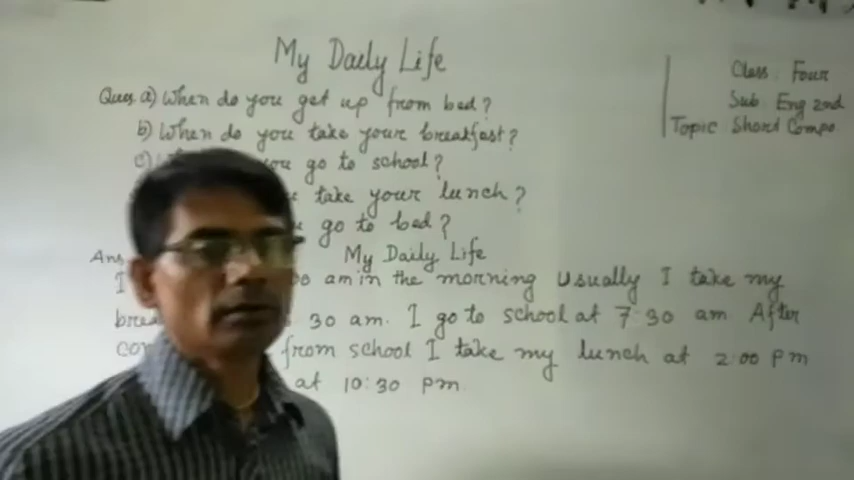 My Daily Life
Class: Four
Sub: Eng 2nd
Topic: Short Compo
Ques. a) When do you get up from bed?
b) When do you take your breakfast?
c) you go to school?
take your lunch?
go to bed?
Ans
My Daily Life
I 00 am in the morning Usually I take my
30 am. I go to school at 7:30 am After
from school I take my lunch at 2:00 pm
at 10:30 pm